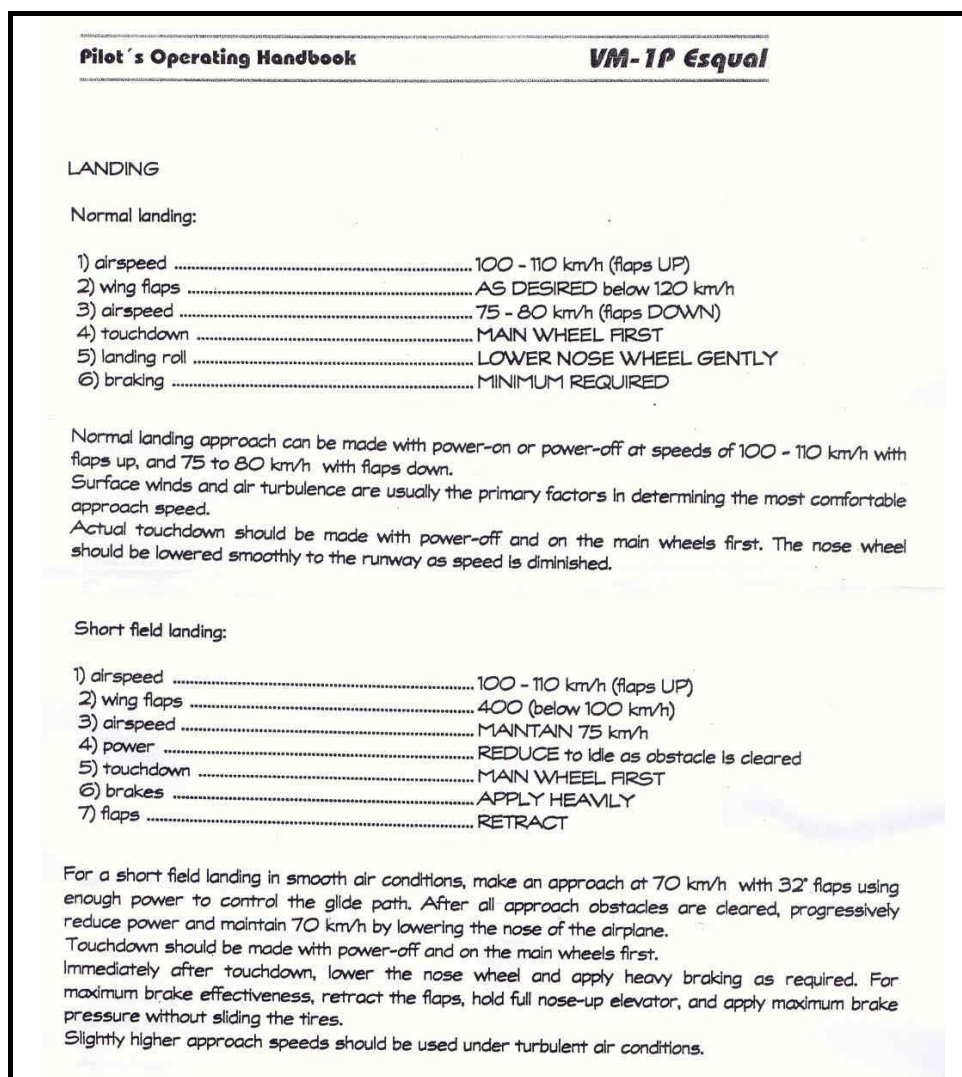 Pilot´s Operating Handbook VM-1P Esqual
LANDING
Normal landing:
1) airspeed ........................................ 100 - 110 km/h (flaps UP)
2) wing flaps ........................................ AS DESIRED below 120 km/h
3) airspeed ........................................ 75 - 80 km/h (flaps DOWN)
4) touchdown ........................................ MAIN WHEEL FIRST
5) landing roll ........................................ LOWER NOSE WHEEL GENTLY
6) braking ........................................ MINIMUM REQUIRED
Normal landing approach can be made with power-on or power-off at speeds of 100 - 110 km/h with
flaps up, and 75 to 80 km/h with flaps down.
Surface winds and air turbulence are usually the primary factors in determining the most comfortable
approach speed.
Actual touchdown should be made with power-off and on the main wheels first. The nose wheel
should be lowered smoothly to the runway as speed is diminished.
Short field landing:
1) airspeed ........................................ 100 - 110 km/h (flaps UP)
2) wing flaps ........................................ 400 (below 100 km/h)
3) airspeed ........................................ MAINTAIN 75 km/h
4) power ........................................ REDUCE to idle as obstacle is cleared
5) touchdown ........................................ MAIN WHEEL FIRST
6) brakes ........................................ APPLY HEAVILY
7) flaps ........................................ RETRACT
For a short field landing in smooth air conditions, make an approach at 70 km/h with 32° flaps using
enough power to control the glide path. After all approach obstacles are cleared, progressively
reduce power and maintain 70 km/h by lowering the nose of the airplane.
Touchdown should be made with power-off and on the main wheels first.
Immediately after touchdown, lower the nose wheel and apply heavy braking as required. For
maximum brake effectiveness, retract the flaps, hold full nose-up elevator, and apply maximum brake
pressure without sliding the tires.
Slightly higher approach speeds should be used under turbulent air conditions.